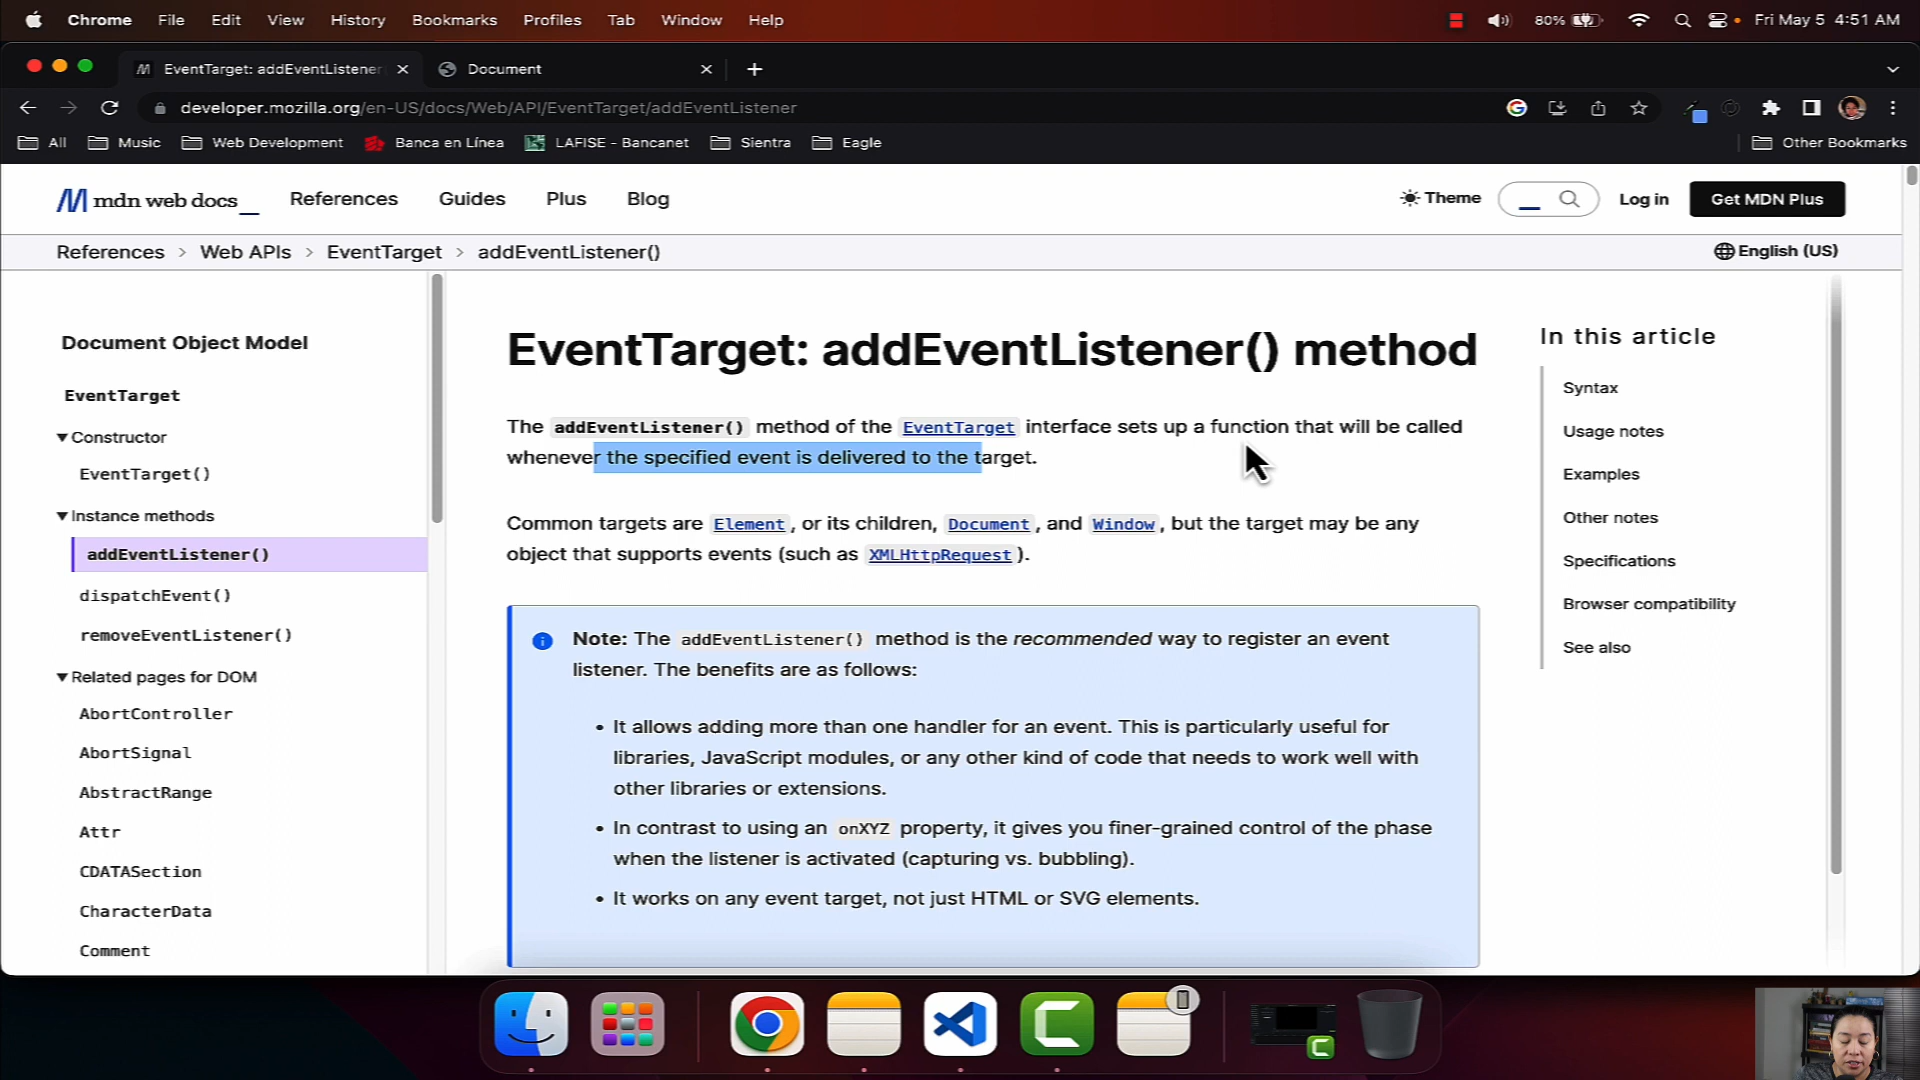 Chrome File Edit View History Bookmarks Profiles Tab Window Help 80% Fri May 5 4:51 AM
EventTarget: addEventListener Document
developer.mozilla.org/en-US/docs/Web/API/EventTarget/addEventListener
All Music Web Development Banca en Línea LAFISE - Bancanet Sientra Eagle Other Bookmarks
mdn web docs_ References Guides Plus Blog Theme Log in Get MDN Plus
References > Web APIs > EventTarget > addEventListener() English (US)
Document Object Model
EventTarget
Constructor
EventTarget()
Instance methods
addEventListener()
dispatchEvent()
removeEventListener()
Related pages for DOM
AbortController
AbortSignal
AbstractRange
Attr
CDATASection
CharacterData
Comment
EventTarget: addEventListener() method
The addEventListener() method of the EventTarget interface sets up a function that will be called
whenever the specified event is delivered to the target.
Common targets are Element, or its children, Document, and Window, but the target may be any
object that supports events (such as XMLHttpRequest).
Note: The addEventListener() method is the recommended way to register an event
listener. The benefits are as follows:
• It allows adding more than one handler for an event. This is particularly useful for
libraries, JavaScript modules, or any other kind of code that needs to work well with
other libraries or extensions.
• In contrast to using an onXYZ property, it gives you finer-grained control of the phase
when the listener is activated (capturing vs. bubbling).
• It works on any event target, not just HTML or SVG elements.
In this article
Syntax
Usage notes
Examples
Other notes
Specifications
Browser compatibility
See also